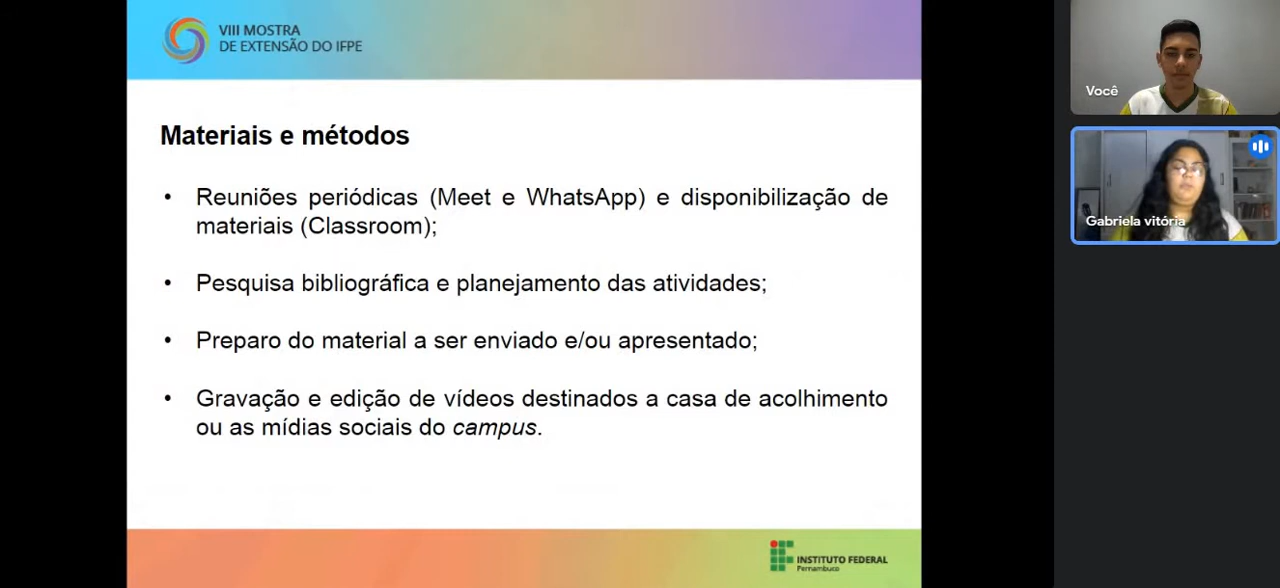 VIII MOSTRA
DE EXTENSÃO DO IFPE
Materiais e métodos
• Reuniões periódicas (Meet e WhatsApp) e disponibilização de
materiais (Classroom);
• Pesquisa bibliográfica e planejamento das atividades;
• Preparo do material a ser enviado e/ou apresentado;
• Gravação e edição de vídeos destinados a casa de acolhimento
ou as mídias sociais do campus.
INSTITUTO FEDERAL
Pernambuco
Você
Gabriela vitória